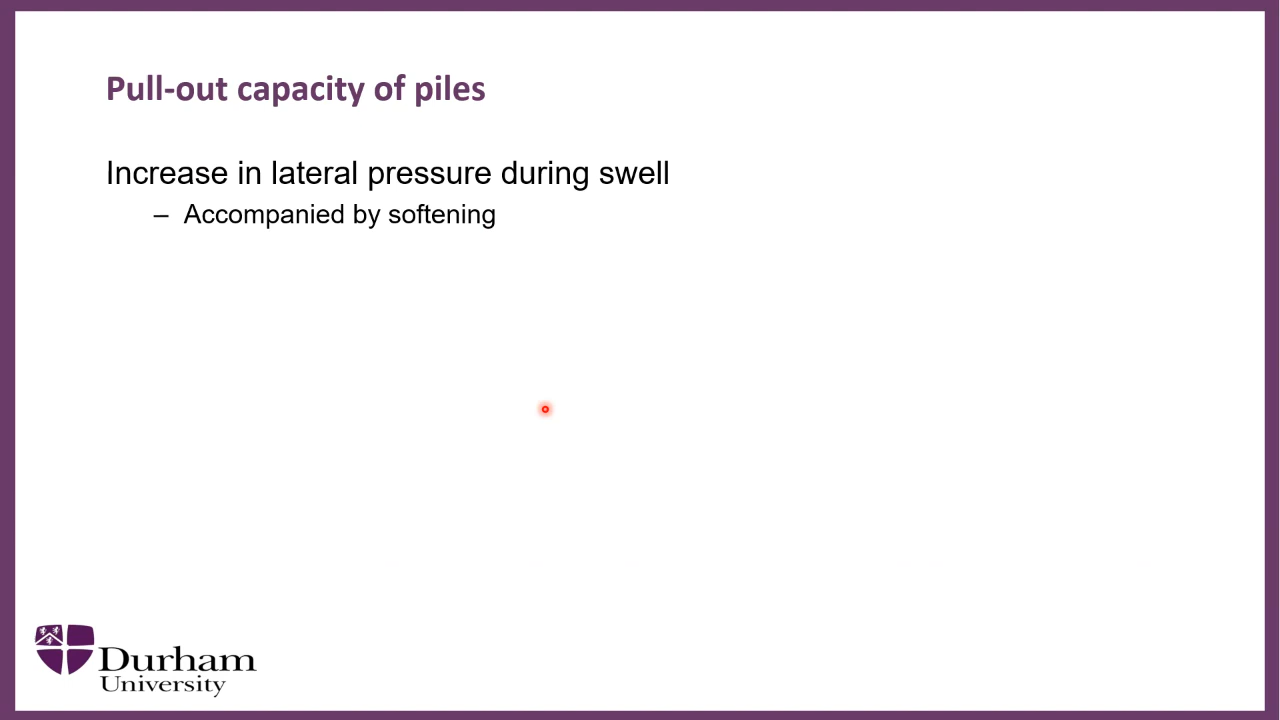 Pull-out capacity of piles
Increase in lateral pressure during swell
– Accompanied by softening
Durham
University